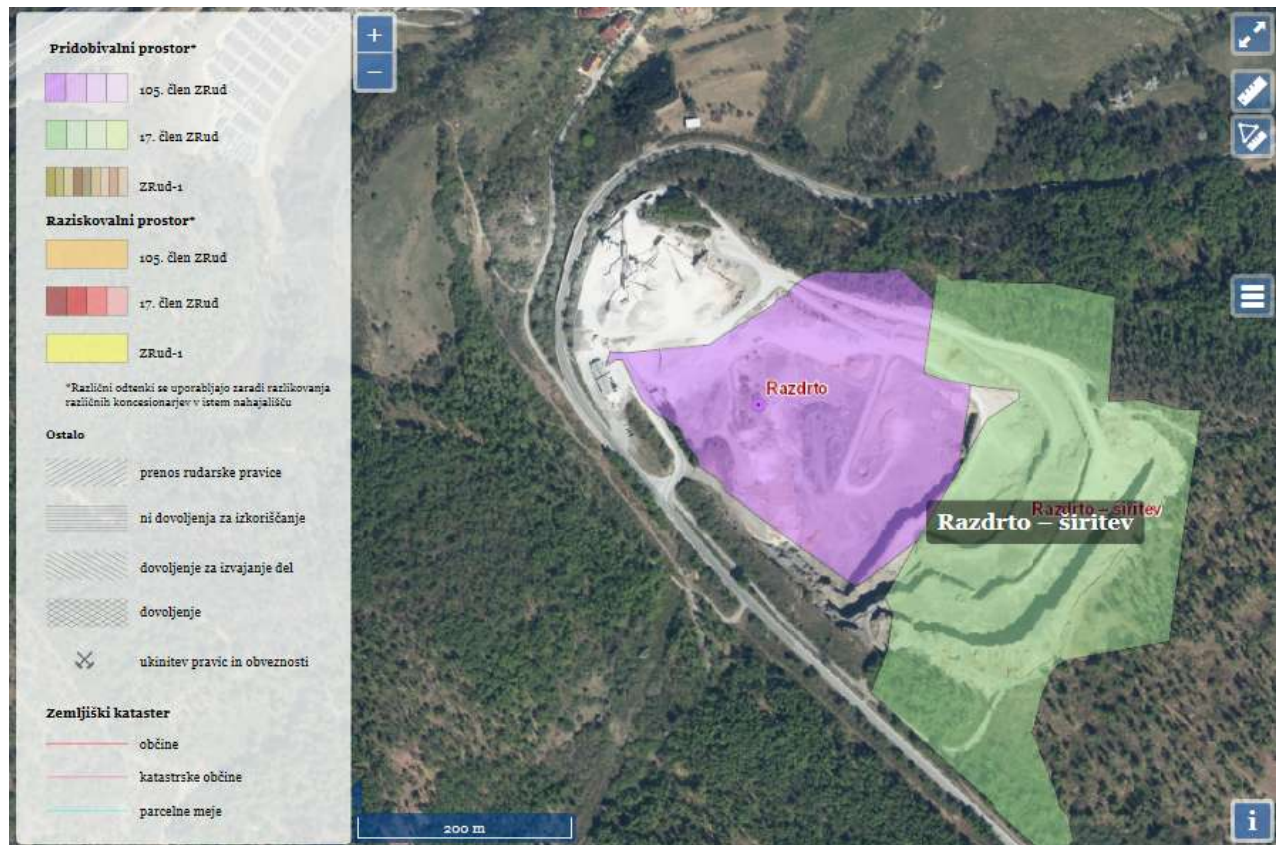 Pridobivalni prostor*
105. člen ZRud
17. člen ZRud
ZRud-1
Raziskovalni prostor*
105. člen ZRud
17. člen ZRud
ZRud-1
*Različni odtenki se uporabljajo zaradi razlikovanja
različnih koncesionarjev v istem nahajališču
Ostalo
prenos rudarske pravice
ni dovoljenja za izkoriščanje
dovoljenje za izvajanje del
dovoljenje
ukinitev pravic in obveznosti
Zemljiški kataster
občine
katastrske občine
parcelne meje
+
−
Razdrto
Razdrto – širitev
Razdrto – širitev
200 m
i